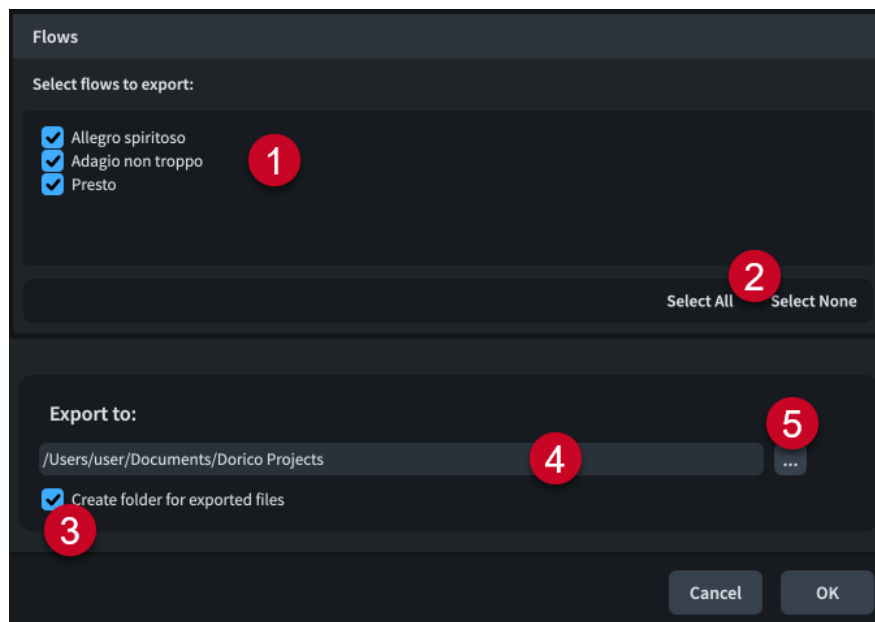 Flows
Select flows to export:
Allegro spiritoso
Adagio non troppo
Presto
1
2
Select All Select None
Export to:
5
/Users/user/Documents/Dorico Projects
4
...
Create folder for exported files
3
Cancel OK